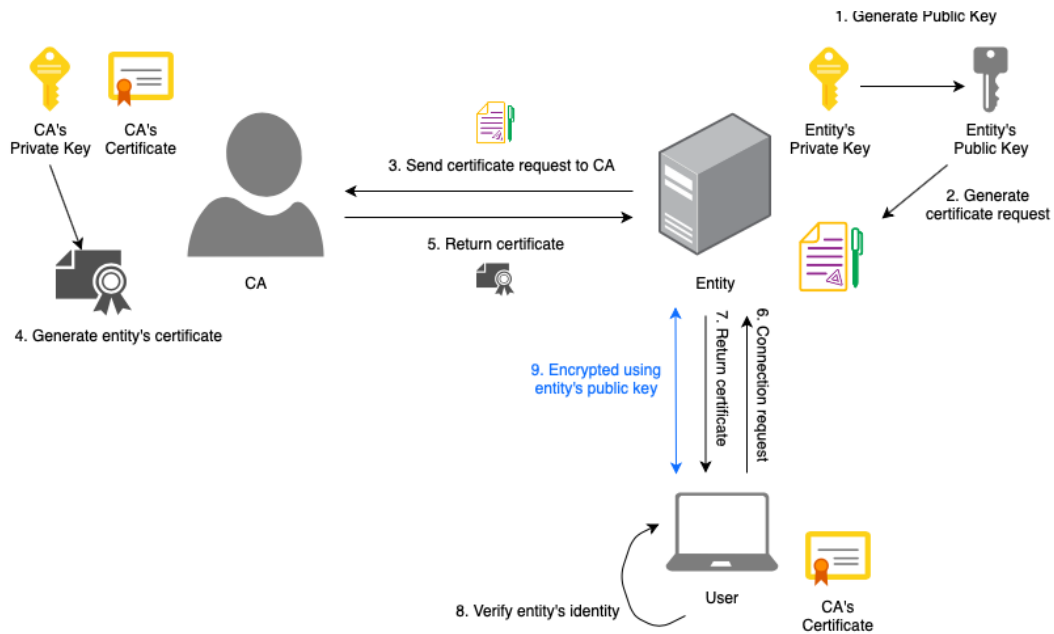 1. Generate Public Key
CA's
Private Key
CA's
Certificate
Entity's
Private Key
Entity's
Public Key
3. Send certificate request to CA
2. Generate
certificate request
5. Return certificate
CA
Entity
4. Generate entity's certificate
9. Encrypted using
entity's public key
7. Return certificate
6. Connection request
8. Verify entity's identity
User
CA's
Certificate